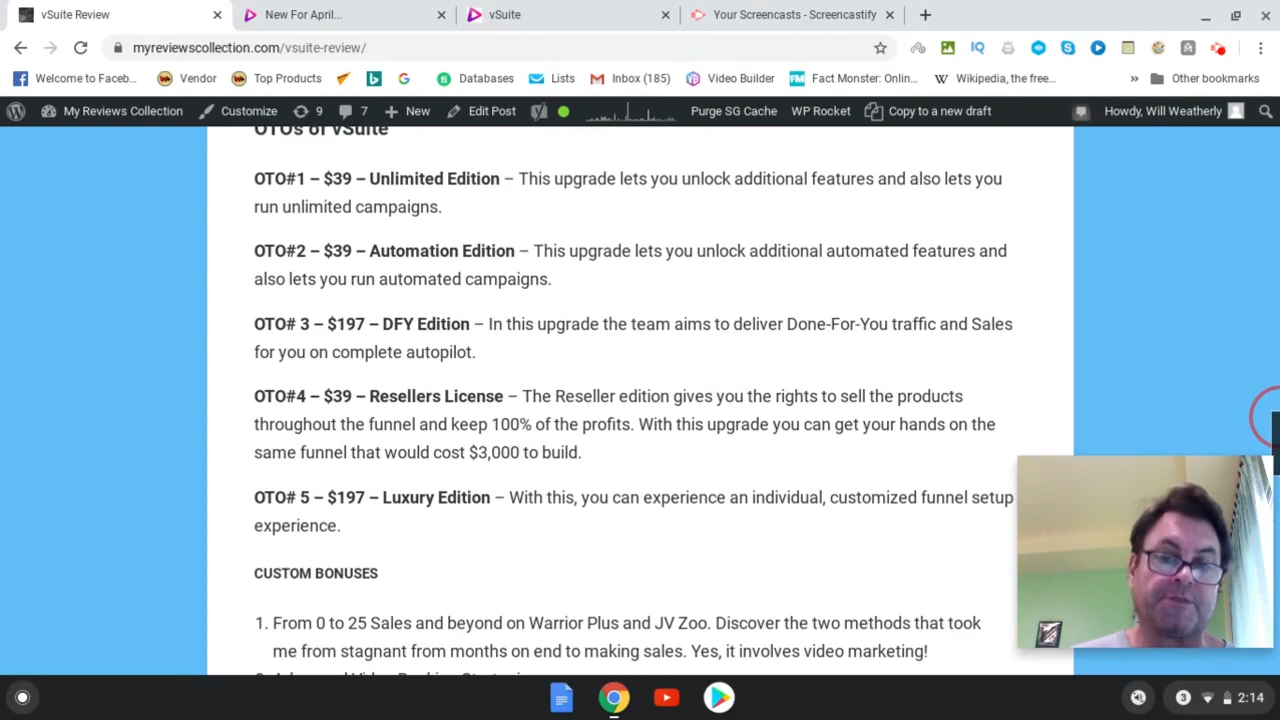 vSuite Review
New For April...
vSuite
Your Screencasts - Screencastify
myreviewscollection.com/vsuite-review/
IQ
Welcome to Faceb...
Vendor
Top Products
Databases
Lists
Inbox (185)
Video Builder
FM
Fact Monster: Onlin...
W
Wikipedia, the free...
Other bookmarks
My Reviews Collection
Customize
9
7
New
Edit Post
Purge SG Cache
WP Rocket
Copy to a new draft
Howdy, Will Weatherly
OTOs of vSuite
OTO#1 – $39 – Unlimited Edition – This upgrade lets you unlock additional features and also lets you
run unlimited campaigns.
OTO#2 – $39 – Automation Edition – This upgrade lets you unlock additional automated features and
also lets you run automated campaigns.
OTO# 3 – $197 – DFY Edition – In this upgrade the team aims to deliver Done-For-You traffic and Sales
for you on complete autopilot.
OTO#4 – $39 – Resellers License – The Reseller edition gives you the rights to sell the products
throughout the funnel and keep 100% of the profits. With this upgrade you can get your hands on the
same funnel that would cost $3,000 to build.
OTO# 5 – $197 – Luxury Edition – With this, you can experience an individual, customized funnel setup
experience.
CUSTOM BONUSES
1. From 0 to 25 Sales and beyond on Warrior Plus and JV Zoo. Discover the two methods that took
me from stagnant from months on end to making sales. Yes, it involves video marketing!
3
2:14